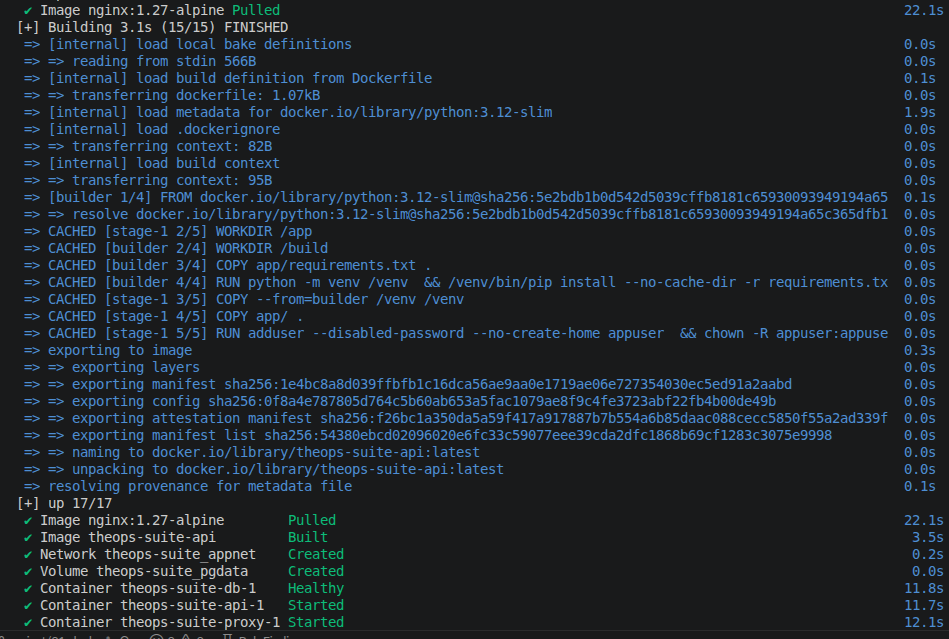 ✔ Image nginx:1.27-alpine Pulled 22.1s
[+] Building 3.1s (15/15) FINISHED
=> [internal] load local bake definitions 0.0s
=> => reading from stdin 566B 0.0s
=> [internal] load build definition from Dockerfile 0.1s
=> => transferring dockerfile: 1.07kB 0.0s
=> [internal] load metadata for docker.io/library/python:3.12-slim 1.9s
=> [internal] load .dockerignore 0.0s
=> => transferring context: 82B 0.0s
=> [internal] load build context 0.0s
=> => transferring context: 95B 0.0s
=> [builder 1/4] FROM docker.io/library/python:3.12-slim@sha256:5e2bdb1b0d542d5039cffb8181c65930093949194a65 0.1s
=> => resolve docker.io/library/python:3.12-slim@sha256:5e2bdb1b0d542d5039cffb8181c65930093949194a65c365dfb1 0.0s
=> CACHED [stage-1 2/5] WORKDIR /app 0.0s
=> CACHED [builder 2/4] WORKDIR /build 0.0s
=> CACHED [builder 3/4] COPY app/requirements.txt . 0.0s
=> CACHED [builder 4/4] RUN python -m venv /venv  && /venv/bin/pip install --no-cache-dir -r requirements.tx 0.0s
=> CACHED [stage-1 3/5] COPY --from=builder /venv /venv 0.0s
=> CACHED [stage-1 4/5] COPY app/ . 0.0s
=> CACHED [stage-1 5/5] RUN adduser --disabled-password --no-create-home appuser  && chown -R appuser:appuse 0.0s
=> exporting to image 0.3s
=> => exporting layers 0.0s
=> => exporting manifest sha256:1e4bc8a8d039ffbfb1c16dca56ae9aa0e1719ae06e727354030ec5ed91a2aabd 0.0s
=> => exporting config sha256:0f8a4e787805d764c5b60ab653a5fac1079ae8f9c4fe3723abf22fb4b00de49b 0.0s
=> => exporting attestation manifest sha256:f26bc1a350da5a59f417a917887b7b554a6b85daac088cecc5850f55a2ad339f 0.0s
=> => exporting manifest list sha256:54380ebcd02096020e6fc33c59077eee39cda2dfc1868b69cf1283c3075e9998 0.0s
=> => naming to docker.io/library/theops-suite-api:latest 0.0s
=> => unpacking to docker.io/library/theops-suite-api:latest 0.0s
=> resolving provenance for metadata file 0.1s
[+] up 17/17
✔ Image nginx:1.27-alpine Pulled 22.1s
✔ Image theops-suite-api Built 3.5s
✔ Network theops-suite_appnet Created 0.2s
✔ Volume theops-suite_pgdata Created 0.0s
✔ Container theops-suite-db-1 Healthy 11.8s
✔ Container theops-suite-api-1 Started 11.7s
✔ Container theops-suite-proxy-1 Started 12.1s